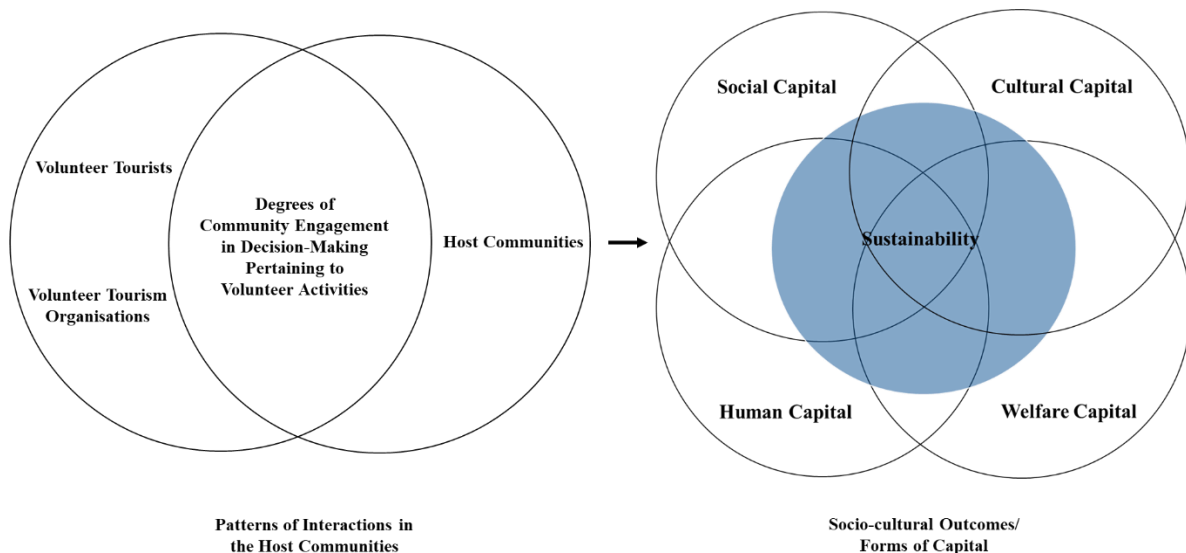 Volunteer Tourists
Volunteer Tourism
Organisations
Degrees of
Community Engagement
in Decision-Making
Pertaining to
Volunteer Activities
Host Communities
Patterns of Interactions in
the Host Communities
Social Capital
Cultural Capital
Sustainability
Human Capital
Welfare Capital
Socio-cultural Outcomes/
Forms of Capital